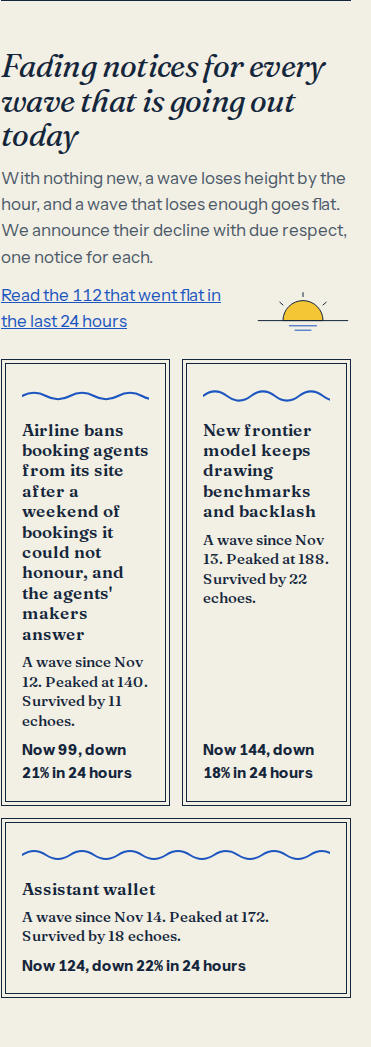 Fading notices for every
wave that is going out
today
With nothing new, a wave loses height by the
hour, and a wave that loses enough goes flat.
We announce their decline with due respect,
one notice for each.
Read the 112 that went flat in
the last 24 hours
Airline bans
booking agents
from its site
after a
weekend of
bookings it
could not
honour, and
the agents'
makers
answer
A wave since Nov
12. Peaked at 140.
Survived by 11
echoes.
Now 99, down
21% in 24 hours
New frontier
model keeps
drawing
benchmarks
and backlash
A wave since Nov
13. Peaked at 188.
Survived by 22
echoes.
Now 144, down
18% in 24 hours
Assistant wallet
A wave since Nov 14. Peaked at 172.
Survived by 18 echoes.
Now 124, down 22% in 24 hours